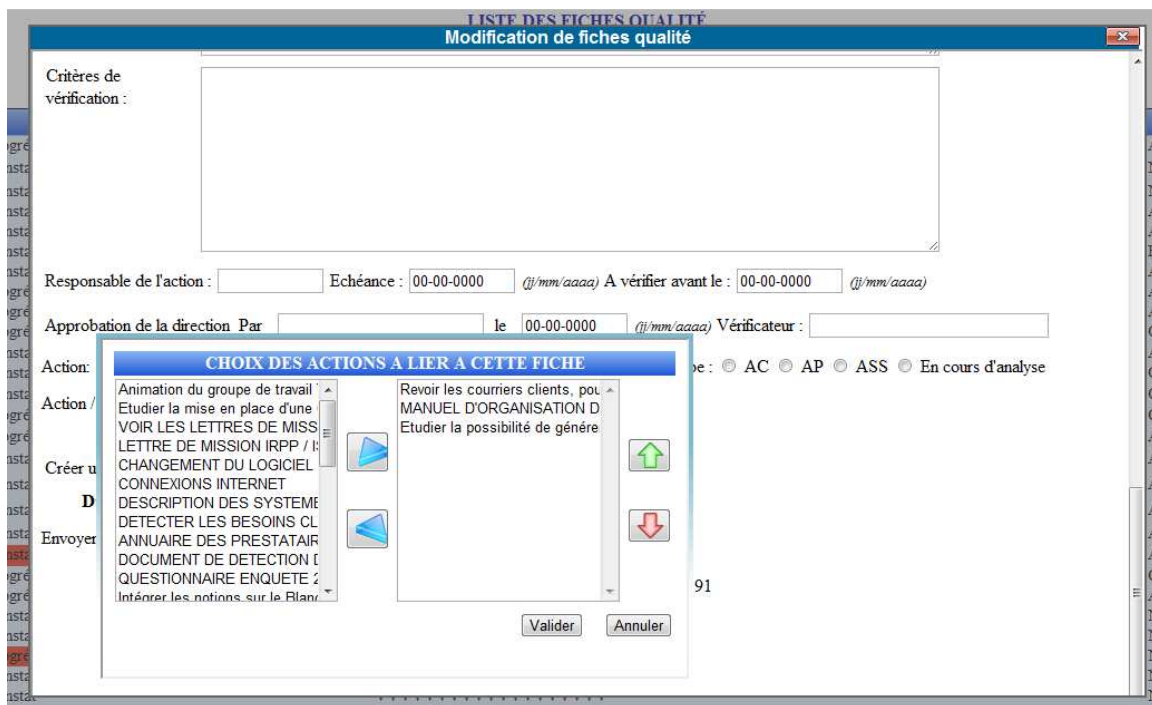 LISTE DES FICHES QUALITÉ
Modification de fiches qualité
Critères de
vérification :
Responsable de l'action : Echéance : 00-00-0000 (jj/mm/aaaa) A vérifier avant le : 00-00-0000 (jj/mm/aaaa)
Approbation de la direction Par le 00-00-0000 (jj/mm/aaaa) Vérificateur :
Action: AC AP ASS En cours d'analyse
Action /
Créer u
D
Envoyer
91
CHOIX DES ACTIONS A LIER A CETTE FICHE
Animation du groupe de travail
Etudier la mise en place d'une
VOIR LES LETTRES DE MISS
LETTRE DE MISSION IRPP /
CHANGEMENT DU LOGICIEL
CONNEXIONS INTERNET
DESCRIPTION DES SYSTEME
DETECTER LES BESOINS CL
ANNUAIRE DES PRESTATAIR
DOCUMENT DE DETECTION
QUESTIONNAIRE ENQUETE 2
Intégrer les notions sur le Blanc
Revoir les courriers clients, pou
MANUEL D'ORGANISATION D
Etudier la possibilité de génére
Valider Annuler